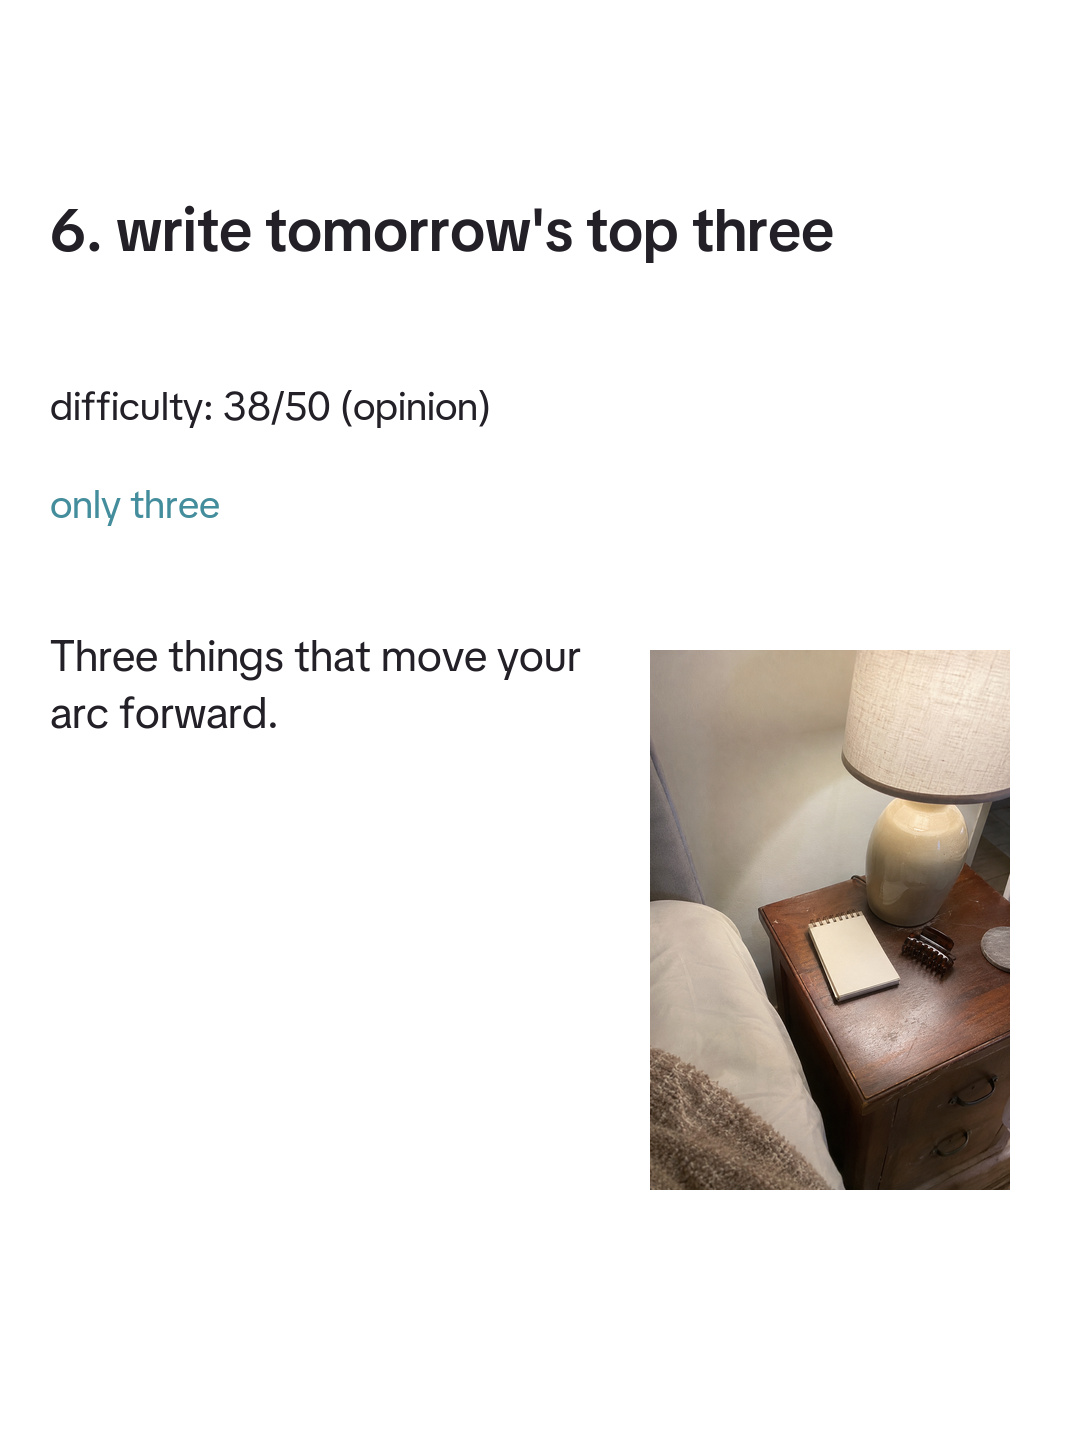 6. write tomorrow's top three
difficulty: 38/50 (opinion)
only three
Three things that move your
arc forward.